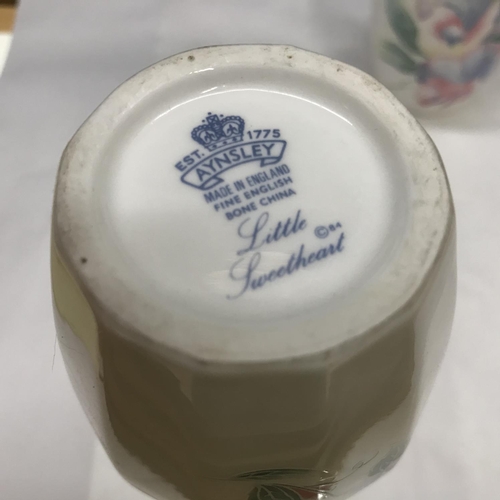 EST. 1775
AYNSLEY
MADE IN ENGLAND
FINE ENGLISH
BONE CHINA
Little
Sweetheart ©84